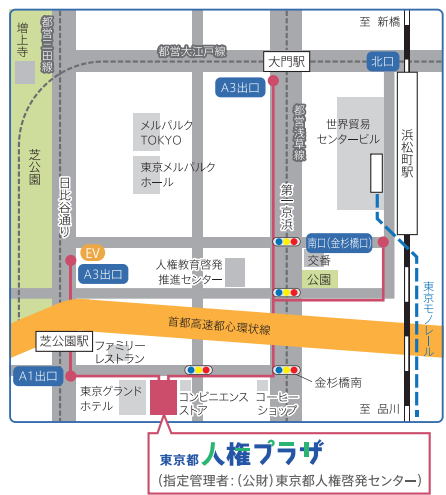 至 新橋
増上寺
都営三田線
都営大江戸線
大門駅
北口
A3出口
メルパルク
TOKYO
都営浅草線
世界貿易
センタービル
浜松町駅
東京メルパルク
ホール
芝公園
日比谷通り
第一京浜
EV
A3出口
南口(金杉橋口)
交番
人権教育啓発
推進センター
公園
東京モノレール
首都高速都心環状線
芝公園駅
ファミリー
レストラン
A1出口
東京グランド
ホテル
コンビニエンス
ストア
コーヒー
ショップ
金杉橋南
至 品川
東京都 人権プラザ
(指定管理者:(公財)東京都人権啓発センター)